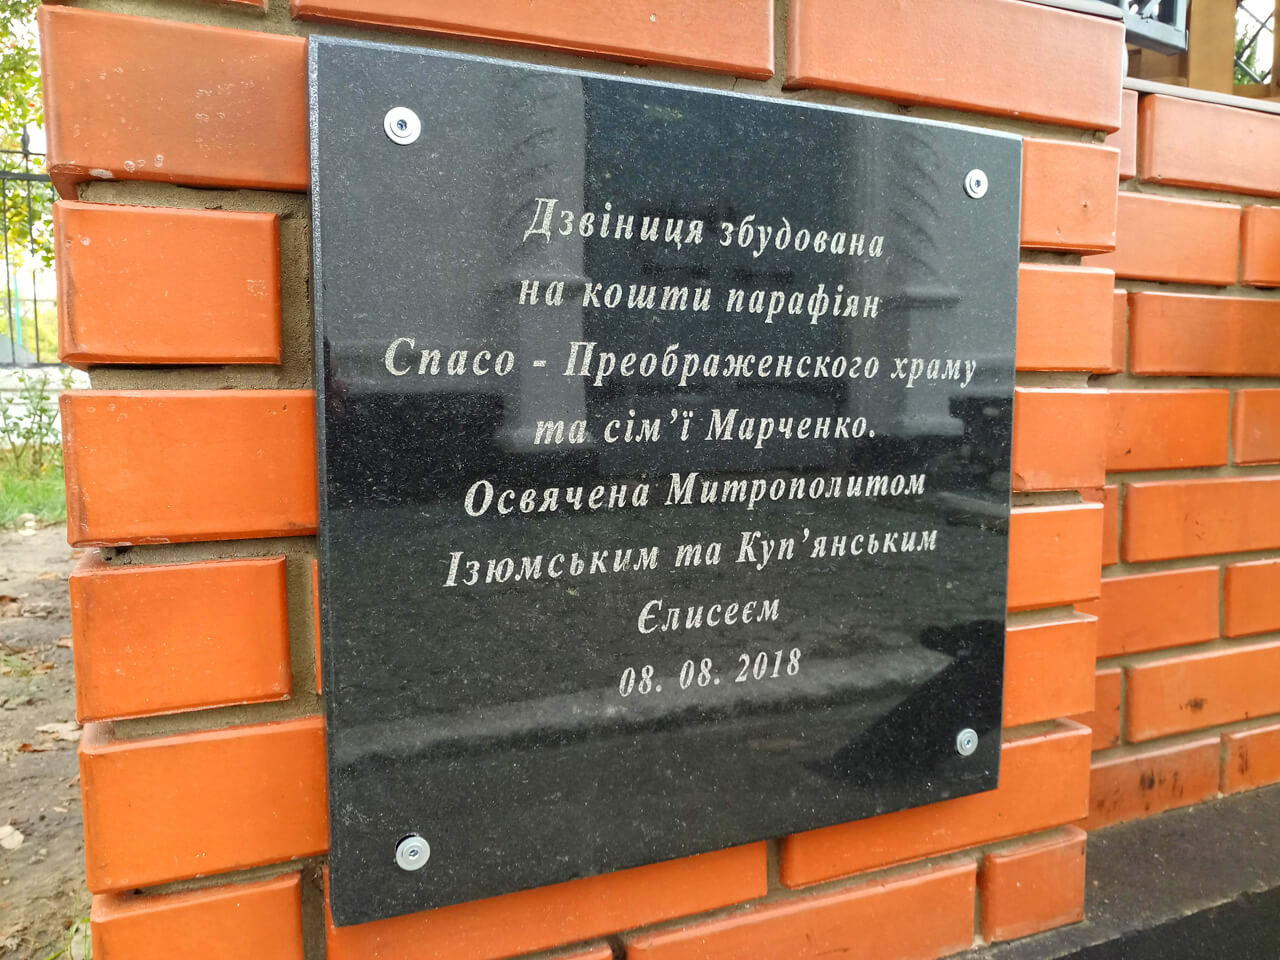 Дзвіниця збудована
на кошти парафіян
Спасо - Преображенского храму
та сім’ї Марченко.
Освячена Митрополитом
Ізюмським та Куп’янським
Єлисеєм
08. 08. 2018